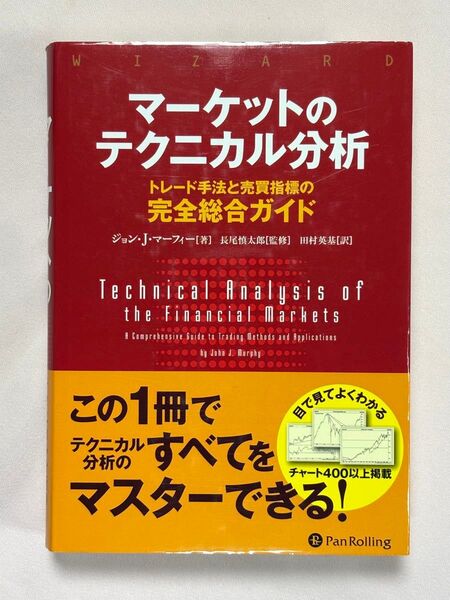 WIZARD
マーケットの
テクニカル分析
トレード手法と売買指標の
完全総合ガイド
ジョン・J・マーフィー[著] 長尾慎太郎[監修] 田村英基[訳]
Technical Analysis of
the Financial Markets
A Comprehensive Guide to Trading Methods and Applications
by John J. Murphy
この1冊で
テクニカル
分析の
すべてを
マスターできる!
目で見てよくわかる
チャート400以上掲載
PanRolling